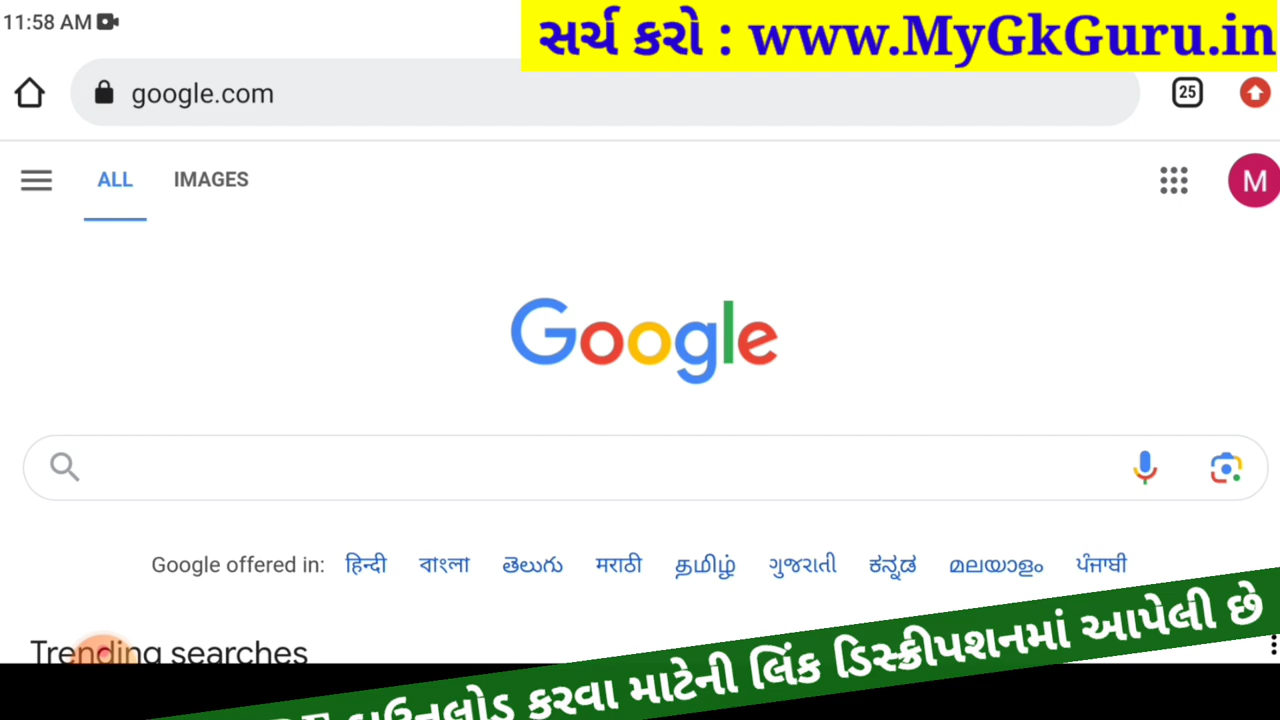 11:58 AM
સર્ચ કરો : www.MyGkGuru.in
google.com
25
ALL IMAGES
M
Google
Google offered in: हिन्दी বাংলা తెలుగు मराठी தமிழ் ગુજરાતી ಕನ್ನಡ മലയാളം ਪੰਜਾਬੀ
Trending searches
ડાઉનલોડ કરવા માટેની લિંક ડિસ્ક્રીપશનમાં આપેલી છે